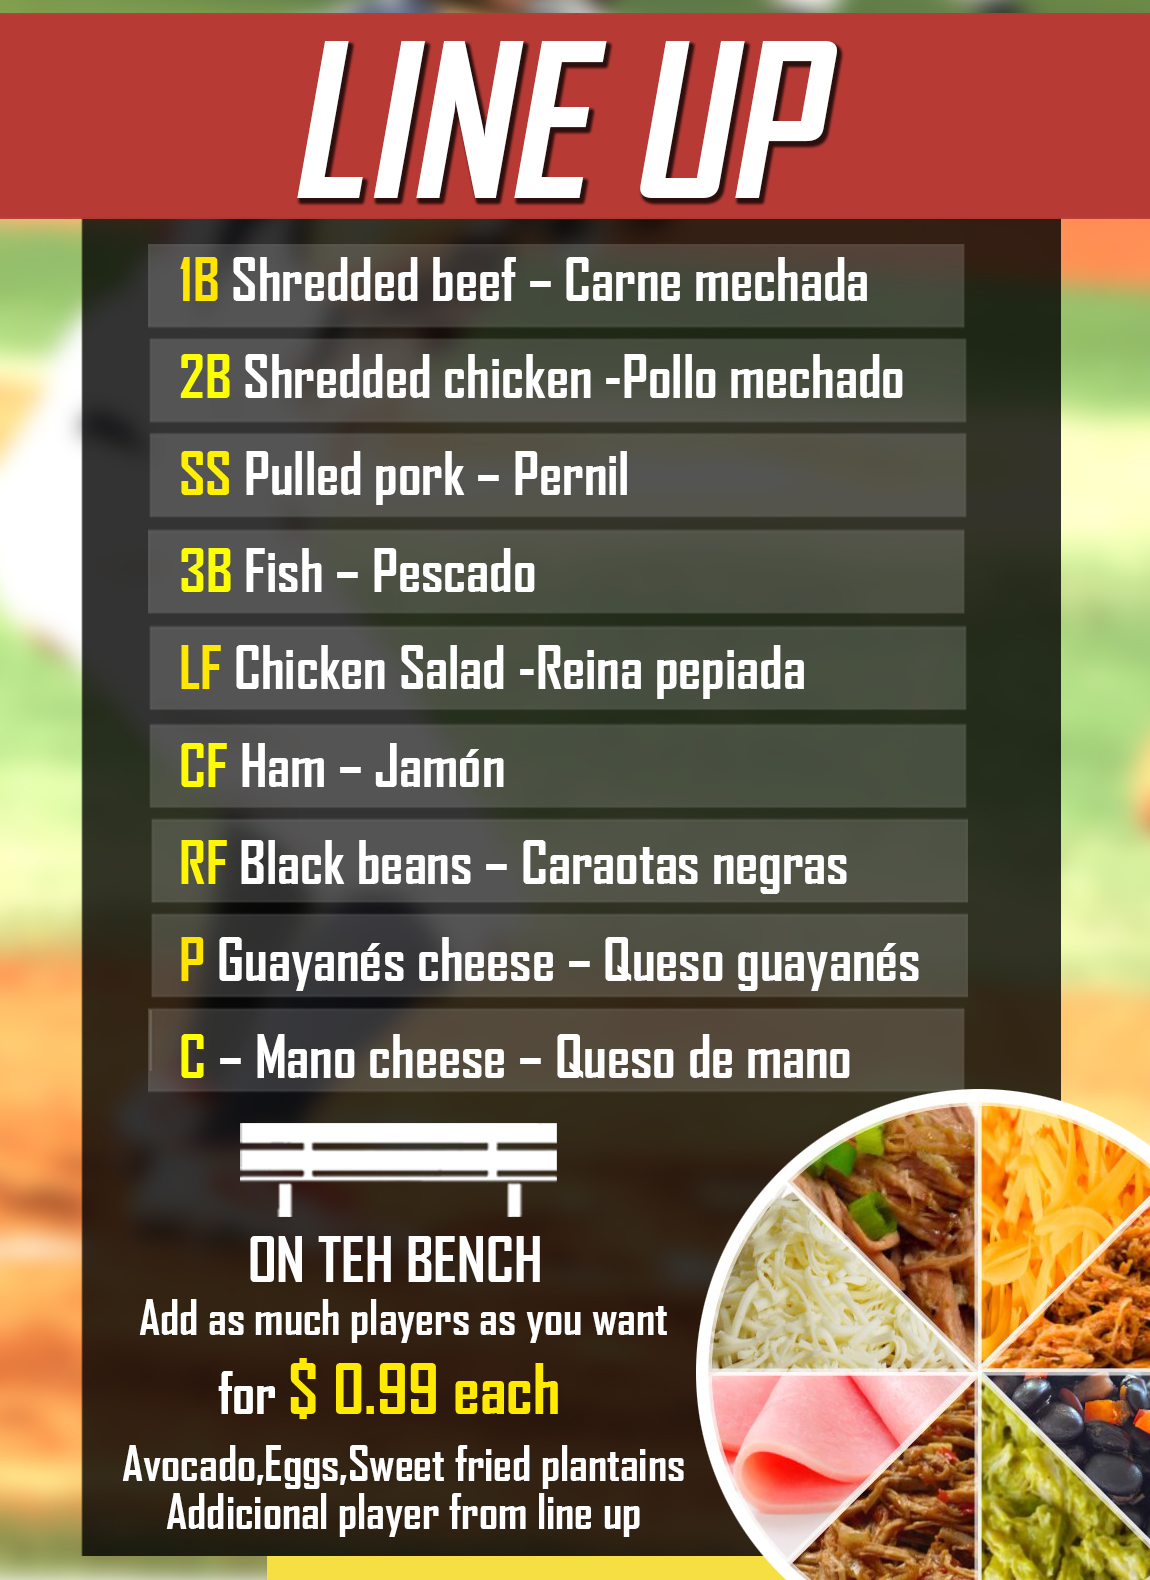 LINE UP
1B Shredded beef – Carne mechada
2B Shredded chicken -Pollo mechado
SS Pulled pork – Pernil
3B Fish – Pescado
LF Chicken Salad -Reina pepiada
CF Ham – Jamón
RF Black beans – Caraotas negras
P Guayanés cheese – Queso guayanés
C – Mano cheese – Queso de mano
ON TEH BENCH
Add as much players as you want
for $ 0.99 each
Avocado,Eggs,Sweet fried plantains
Addicional player from line up